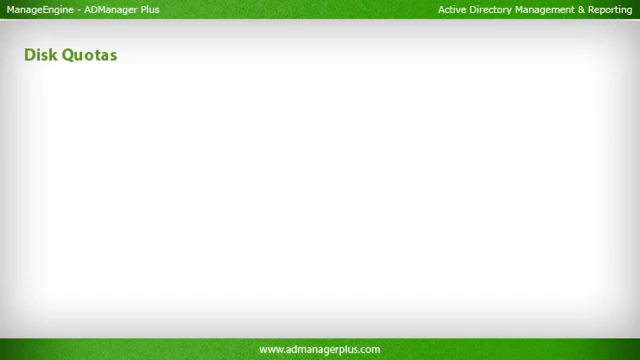 ManageEngine - ADManager Plus
Active Directory Management & Reporting
Disk Quotas
www.admanagerplus.com